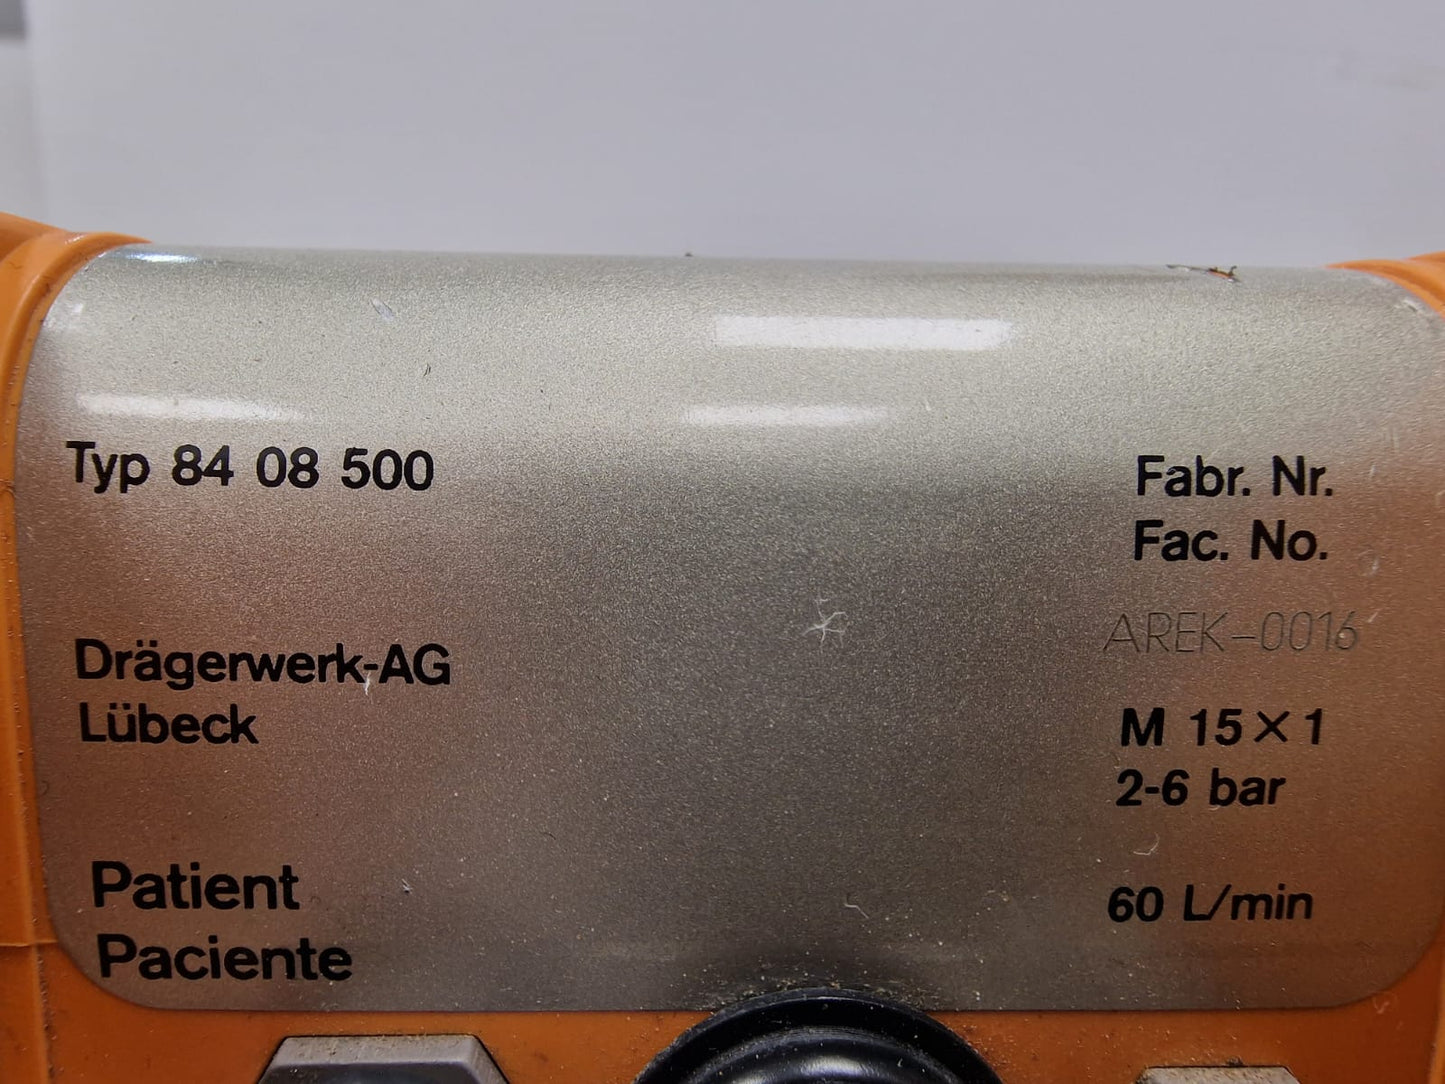 Typ 84 08 500
Fabr. Nr.
Fac. No.
AREK-0016
Drägerwerk-AG
Lübeck
M 15×1
2-6 bar
Patient
Paciente
60 L/min